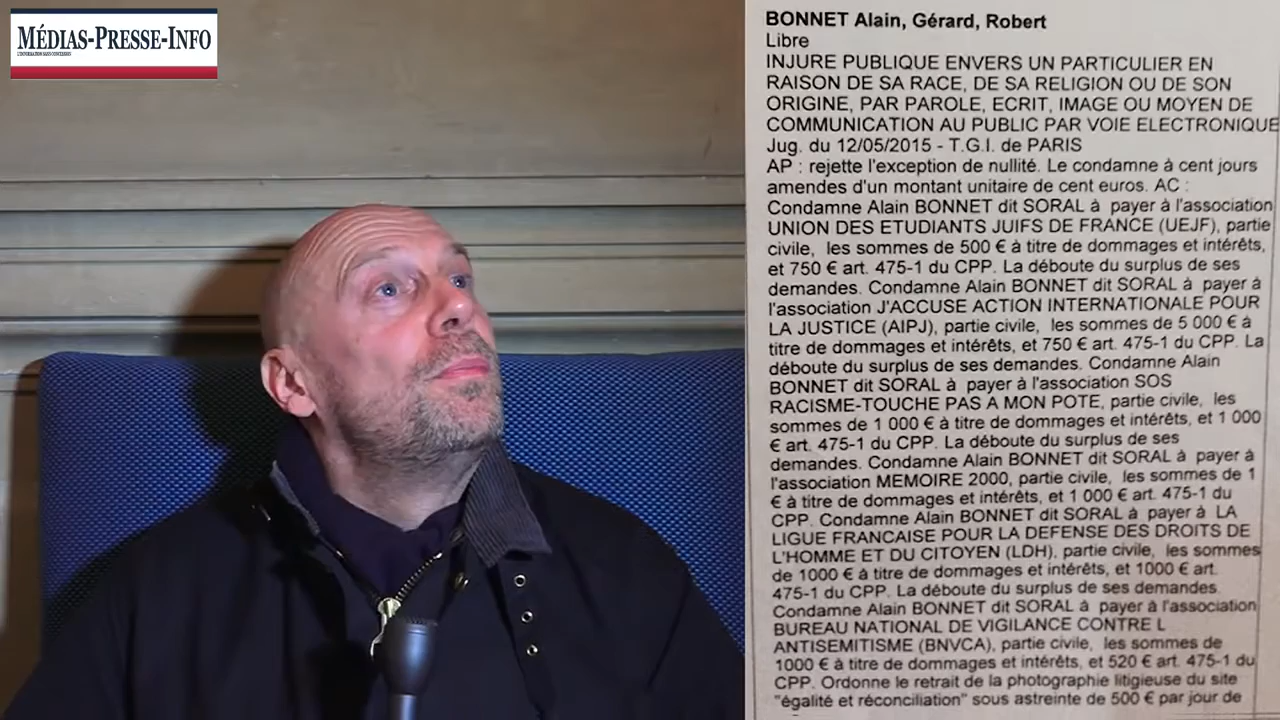 MÉDIAS-PRESSE-INFO
L'INFORMATION SANS CONCESSIONS
BONNET Alain, Gérard, Robert
Libre
INJURE PUBLIQUE ENVERS UN PARTICULIER EN
RAISON DE SA RACE, DE SA RELIGION OU DE SON
ORIGINE, PAR PAROLE, ECRIT, IMAGE OU MOYEN DE
COMMUNICATION AU PUBLIC PAR VOIE ELECTRONIQUE
Jug. du 12/05/2015 - T.G.I. de PARIS
AP : rejette l'exception de nullité. Le condamne à cent jours
amendes d'un montant unitaire de cent euros. AC :
Condamne Alain BONNET dit SORAL à payer à l'association
UNION DES ETUDIANTS JUIFS DE FRANCE (UEJF), partie
civile, les sommes de 500 € à titre de dommages et intérêts,
et 750 € art. 475-1 du CPP. La déboute du surplus de ses
demandes. Condamne Alain BONNET dit SORAL à payer à
l'association J'ACCUSE ACTION INTERNATIONALE POUR
LA JUSTICE (AIPJ), partie civile, les sommes de 5 000 € à
titre de dommages et intérêts, et 750 € art. 475-1 du CPP. La
déboute du surplus de ses demandes. Condamne Alain
BONNET dit SORAL à payer à l'association SOS
RACISME-TOUCHE PAS A MON POTE, partie civile, les
sommes de 1 000 € à titre de dommages et intérêts, et 1 000
€ art. 475-1 du CPP. La déboute du surplus de ses
demandes. Condamne Alain BONNET dit SORAL à payer à
l'association MEMOIRE 2000, partie civile, les sommes de 1
€ à titre de dommages et intérêts, et 1 000 € art. 475-1 du
CPP. Condamne Alain BONNET dit SORAL à payer à LA
LIGUE FRANCAISE POUR LA DEFENSE DES DROITS DE
L'HOMME ET DU CITOYEN (LDH), partie civile, les sommes
de 1000 € à titre de dommages et intérêts, et 1000 € art.
475-1 du CPP. La déboute du surplus de ses demandes.
Condamne Alain BONNET dit SORAL à payer à l'association
BUREAU NATIONAL DE VIGILANCE CONTRE L
ANTISEMITISME (BNVCA), partie civile, les sommes de
1000 € à titre de dommages et intérêts, et 520 € art. 475-1 du
CPP. Ordonne le retrait de la photographie litigieuse du site
"égalité et réconciliation" sous astreinte de 500 € par jour de